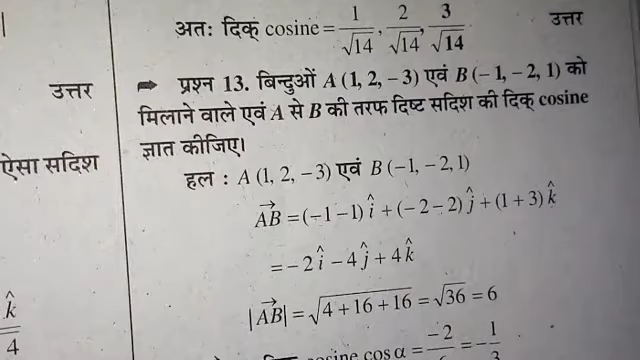 अतः दिक् cosine = 1/√14, 2/√14, 3/√14 उत्तर
उत्तर
➡ प्रश्न 13. बिन्दुओं A (1, 2, − 3) एवं B (− 1, − 2, 1) को
मिलाने वाले एवं A से B की तरफ दिष्ट सदिश की दिक् cosine
ज्ञात कीजिए।
ऐसा सदिश
हल : A (1, 2, − 3) एवं B (−1, − 2, 1)
AB⃗ = (−1−1) î + (−2−2) ĵ + (1+3) k̂
= − 2 î − 4 ĵ + 4 k̂
|AB⃗| = √(4 + 16 + 16) = √36 = 6
k̂/4
cosine cos α = −2/6 = −1/3